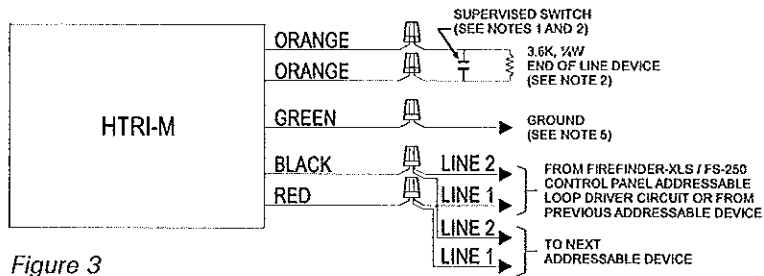 SUPERVISED SWITCH
(SEE NOTES 1 AND 2)
ORANGE
3.6K, ¼W
END OF LINE DEVICE
(SEE NOTE 2)
ORANGE
HTRI-M
GREEN
GROUND
(SEE NOTE 5)
BLACK
LINE 2
RED
LINE 1
FROM FIREFINDER-XLS / FS-250
CONTROL PANEL ADDRESSABLE
LOOP DRIVER CIRCUIT OR FROM
PREVIOUS ADDRESSABLE DEVICE
LINE 2
LINE 1
TO NEXT
ADDRESSABLE DEVICE
Figure 3